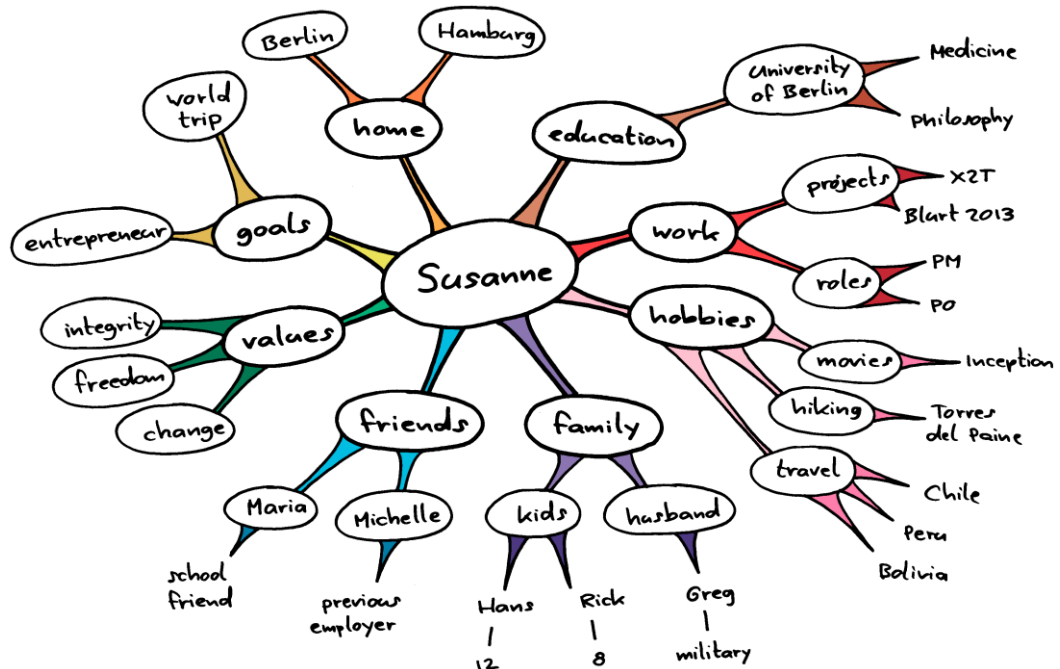 Susanne
home
Berlin
Hamburg
education
University
of Berlin
Medicine
Philosophy
work
projects
X2T
Blart 2013
roles
PM
PO
hobbies
movies
Inception
hiking
Torres
del Paine
travel
Chile
Peru
Bolivia
family
husband
Greg
military
kids
Hans
12
Rick
8
friends
Michelle
previous
employer
Maria
school
friend
values
integrity
freedom
change
goals
world
trip
entrepreneur